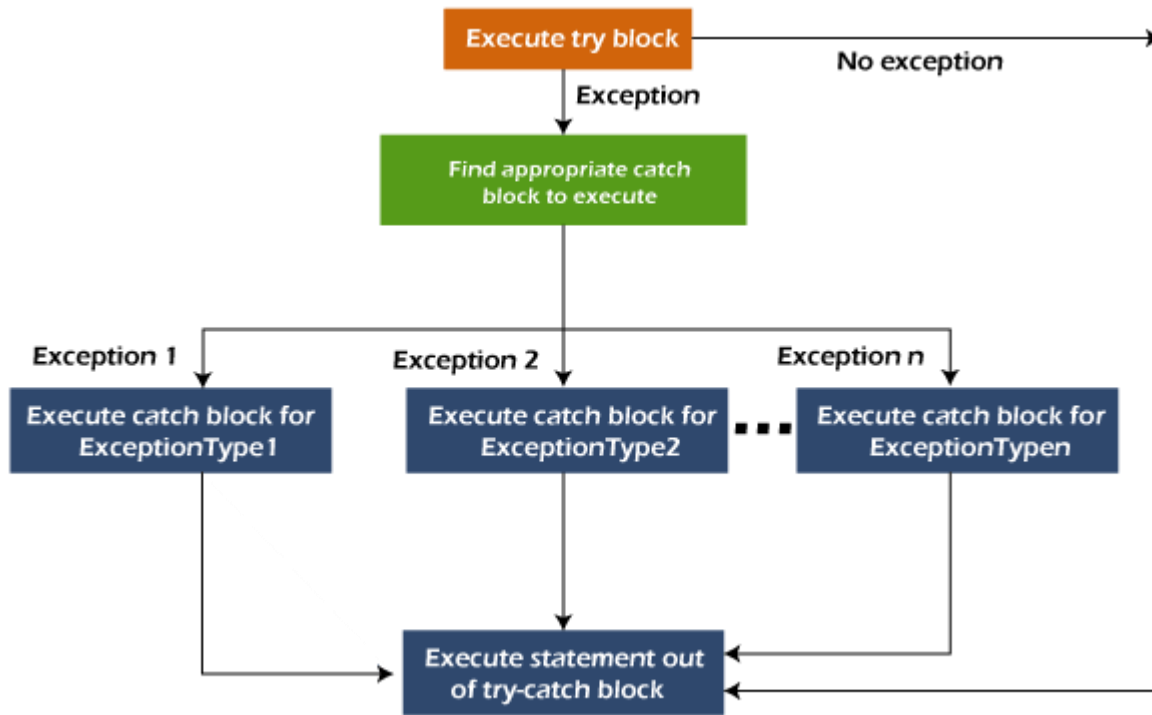 Execute try block
No exception
Exception
Find appropriate catch
block to execute
Exception 1
Exception 2
Exception n
Execute catch block for
ExceptionType1
Execute catch block for
ExceptionType2
Execute catch block for
ExceptionTypen
Execute statement out
of try-catch block